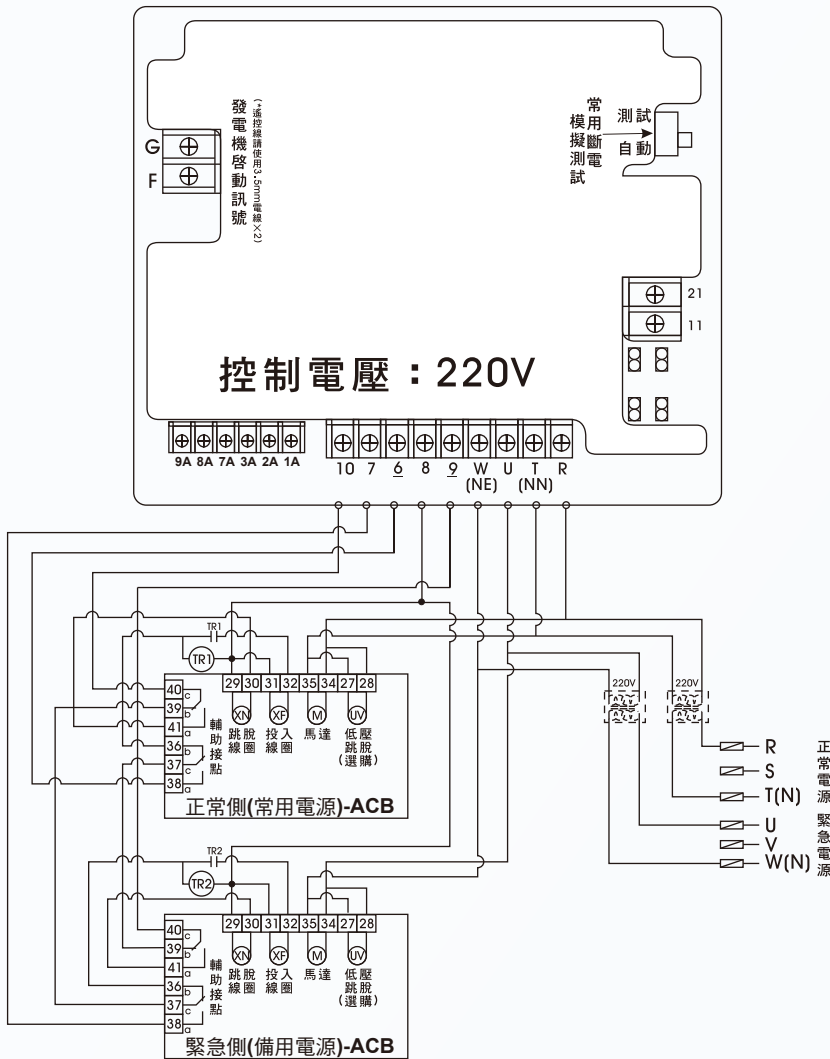 發電機啓動訊號
(*遙控線請使用3.5mm電線×2)
G
F
常用斷電
模擬測試
測試
自動
21
11
控制電壓：220V
9A 8A 7A 3A 2A 1A
10 7 6 8 9 W U T R
(NE) (NN)
TR1
TR1
29 30 31 32 35 34 27 28
XN XF M UV
跳脫線圈 投入線圈 馬達 低壓跳脫(選購)
40 c
39 b
41 a
36 b
37 c
38 a
輔助接點
正常側(常用電源)-ACB
220V 220V
R
S
T(N)
正常電源
U
V
W(N)
緊急電源
TR2
TR2
29 30 31 32 35 34 27 28
XN XF M UV
跳脫線圈 投入線圈 馬達 低壓跳脫(選購)
40 c
39 b
41 a
36 b
37 c
38 a
輔助接點
緊急側(備用電源)-ACB